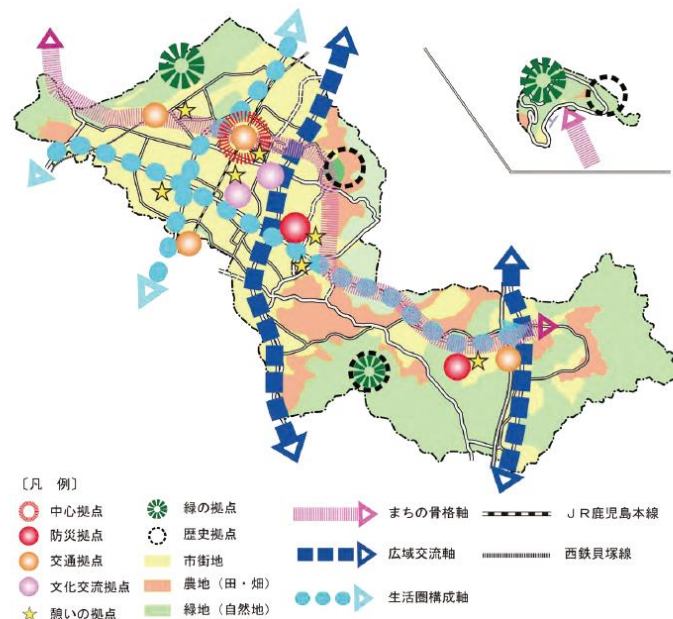 〔凡 例〕
中心拠点
防災拠点
交通拠点
文化交流拠点
憩いの拠点
緑の拠点
歴史拠点
市街地
農地（田・畑）
緑地（自然地）
まちの骨格軸
広域交流軸
生活圏構成軸
ＪＲ鹿児島本線
西鉄貝塚線